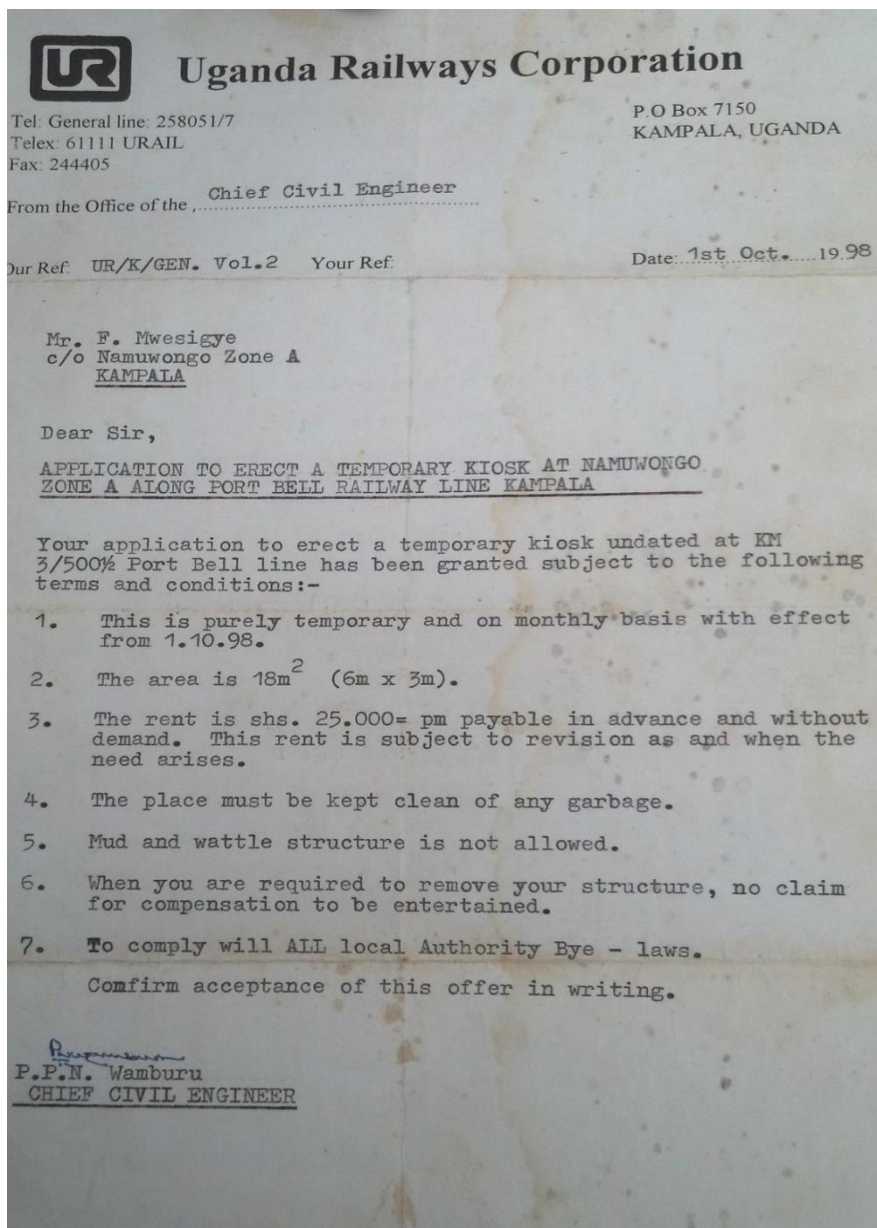 UR Uganda Railways Corporation
Tel: General line: 258051/7
Telex: 61111 URAIL
Fax: 244405
P.O Box 7150
KAMPALA, UGANDA
From the Office of the Chief Civil Engineer
Our Ref: UR/K/GEN. Vol.2 Your Ref: Date: 1st Oct. 19.98
Mr. F. Mwesigye
c/o Namuwongo Zone A
KAMPALA
Dear Sir,
APPLICATION TO ERECT A TEMPORARY KIOSK AT NAMUWONGO
ZONE A ALONG PORT BELL RAILWAY LINE KAMPALA
Your application to erect a temporary kiosk undated at KM
3/500½ Port Bell line has been granted subject to the following
terms and conditions:-
1. This is purely temporary and on monthly basis with effect
from 1.10.98.
2. The area is 18m² (6m x 3m).
3. The rent is shs. 25.000= pm payable in advance and without
demand. This rent is subject to revision as and when the
need arises.
4. The place must be kept clean of any garbage.
5. Mud and wattle structure is not allowed.
6. When you are required to remove your structure, no claim
for compensation to be entertained.
7. To comply will ALL local Authority Bye - laws.
Comfirm acceptance of this offer in writing.
P.P.N. Wamburu
CHIEF CIVIL ENGINEER